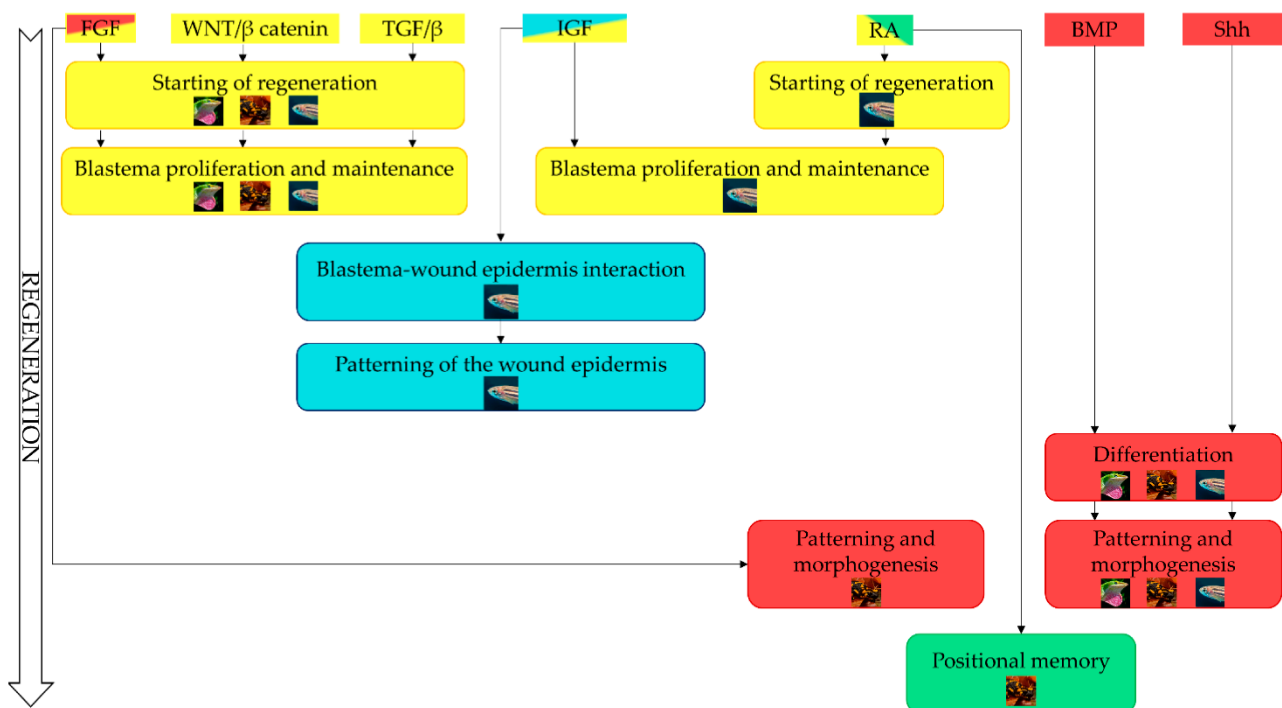 FGF
WNT/β catenin
TGF/β
IGF
RA
BMP
Shh
Starting of regeneration
Starting of regeneration
Blastema proliferation and maintenance
Blastema proliferation and maintenance
Blastema-wound epidermis interaction
Patterning of the wound epidermis
REGENERATION
Differentiation
Patterning and
morphogenesis
Patterning and
morphogenesis
Positional memory